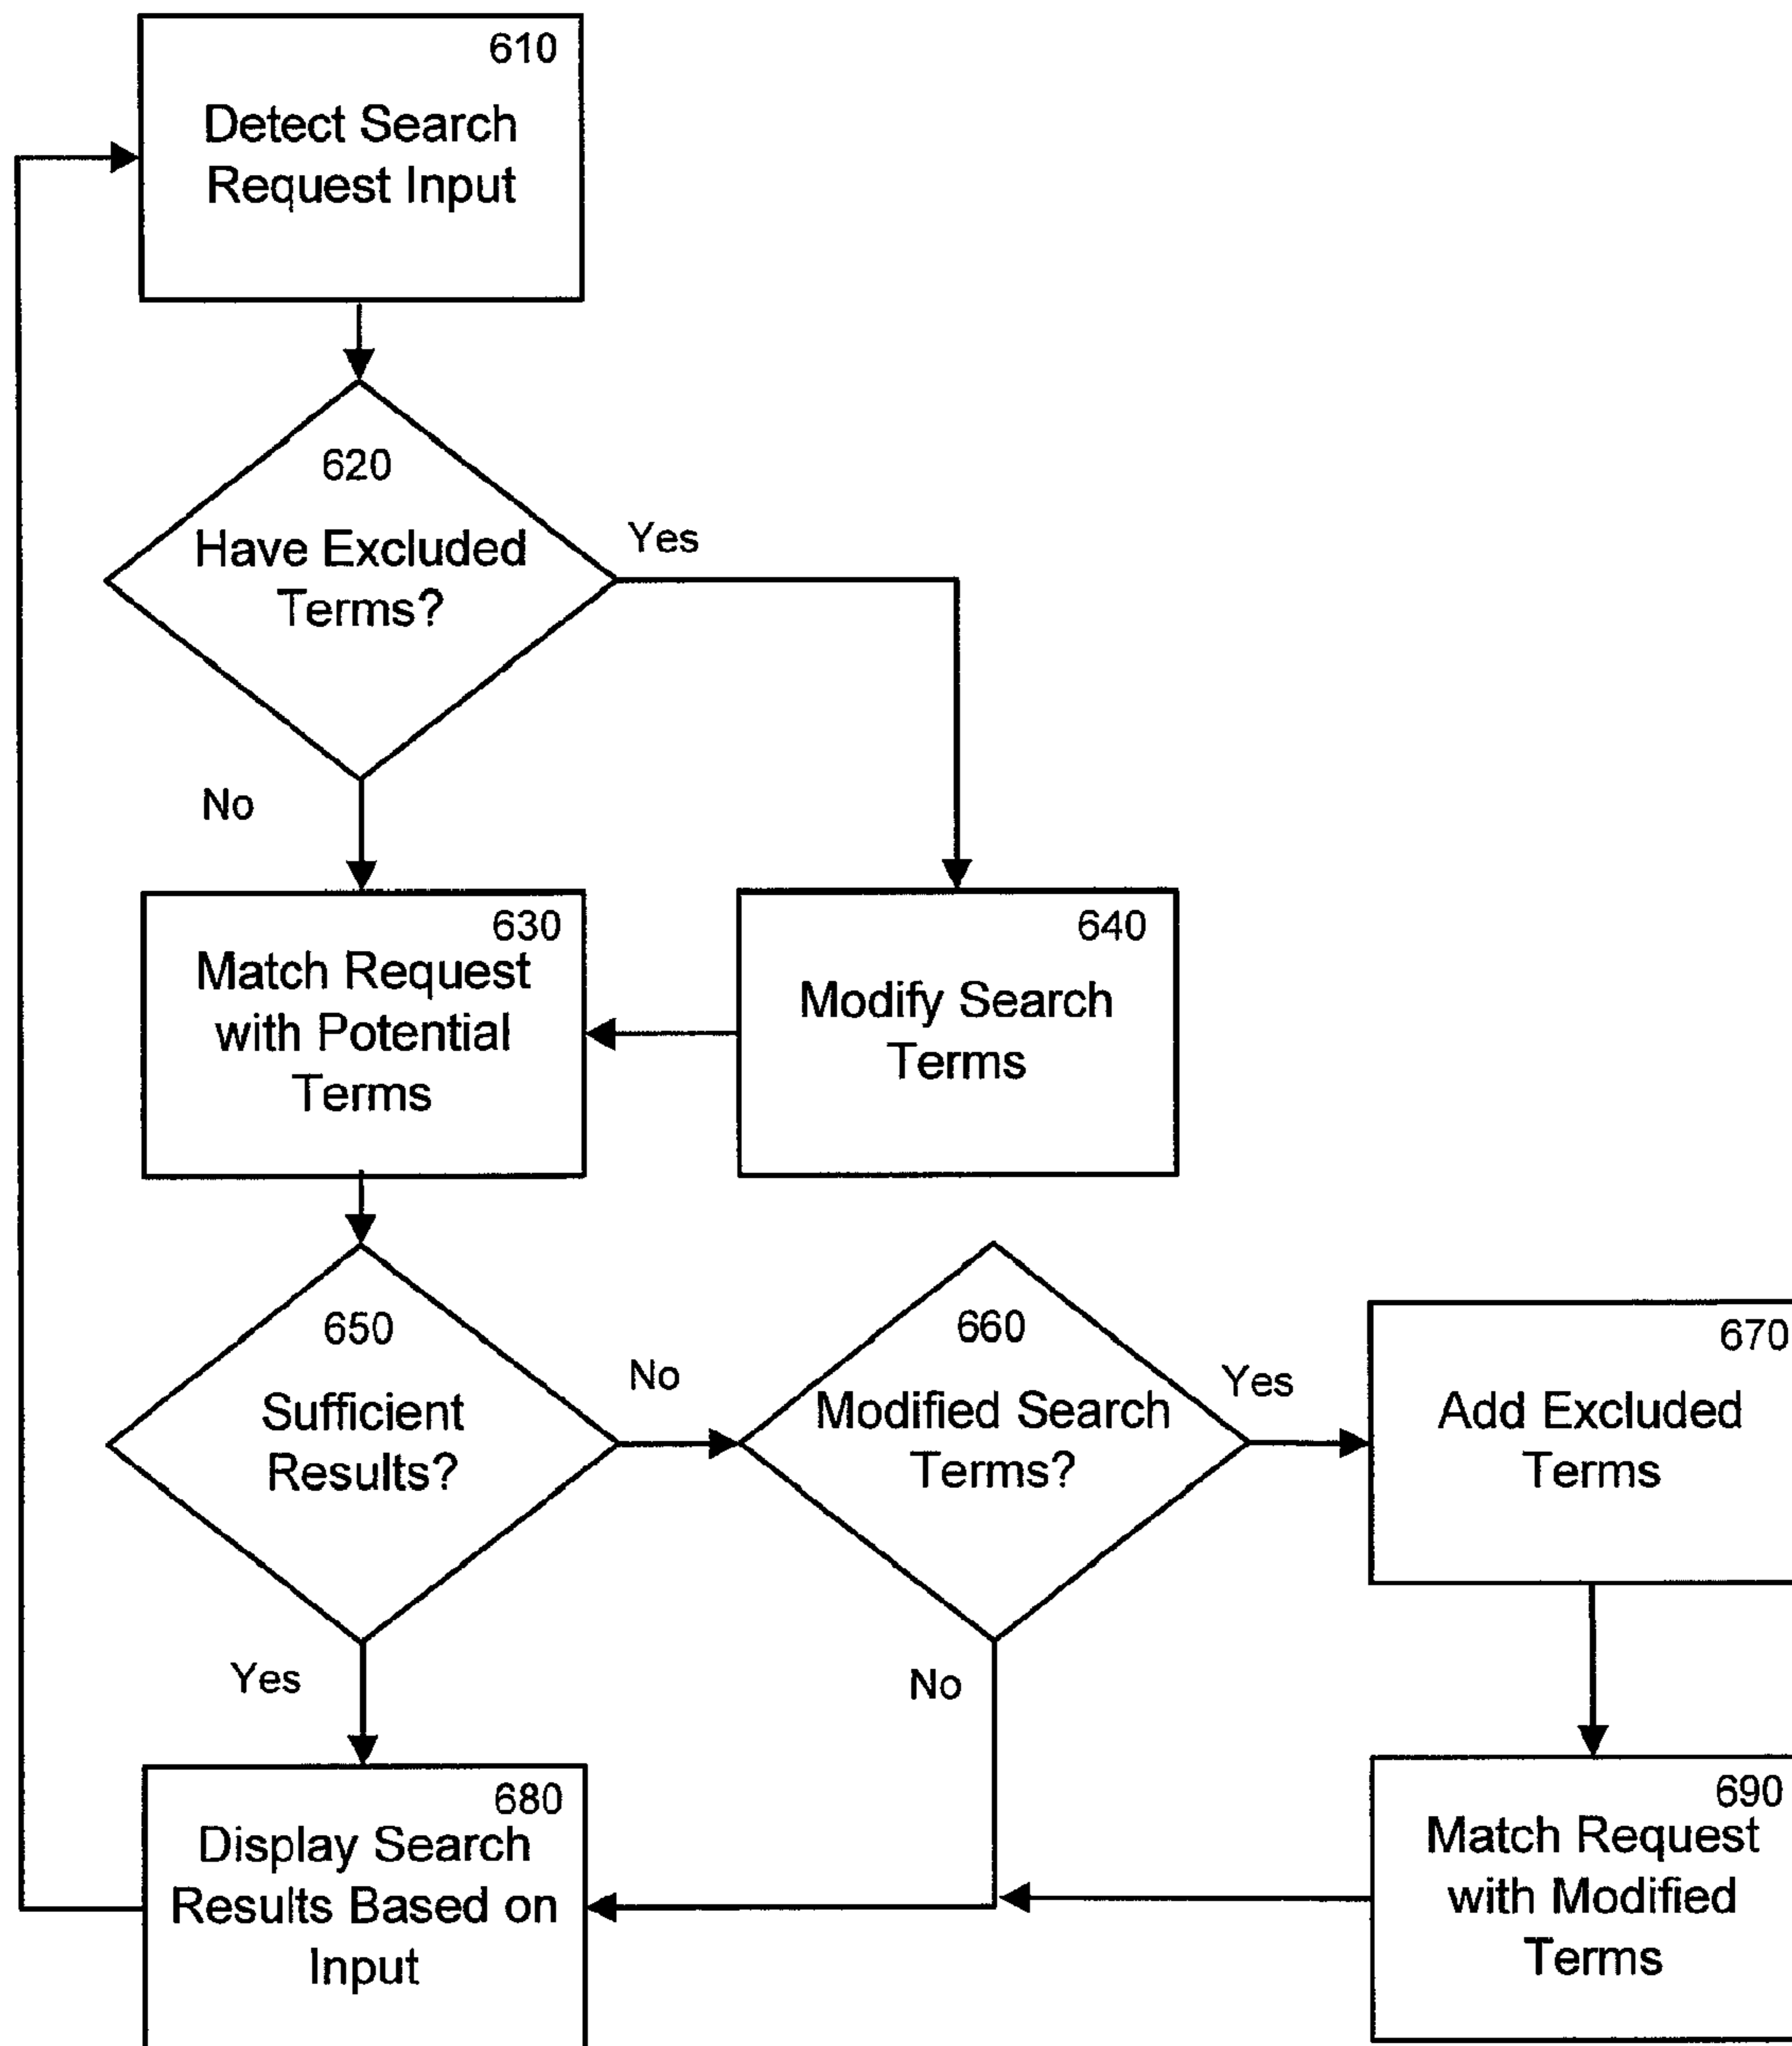 610
Detect Search
Request Input
620
Have Excluded
Terms?
Yes
No
630
Match Request
with Potential
Terms
640
Modify Search
Terms
650
Sufficient
Results?
No
Yes
660
Modified Search
Terms?
Yes
No
670
Add Excluded
Terms
680
Display Search
Results Based on
Input
690
Match Request
with Modified
Terms